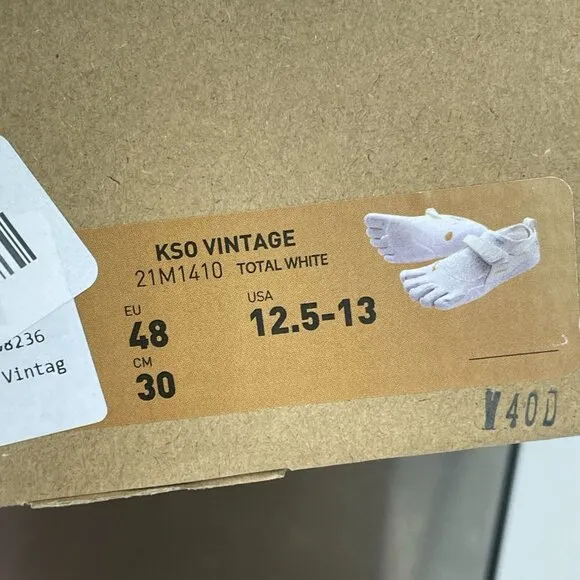 KSO VINTAGE
21M1410 TOTAL WHITE
EU
48
USA
12.5-13
CM
30
8236
Vintag
40D